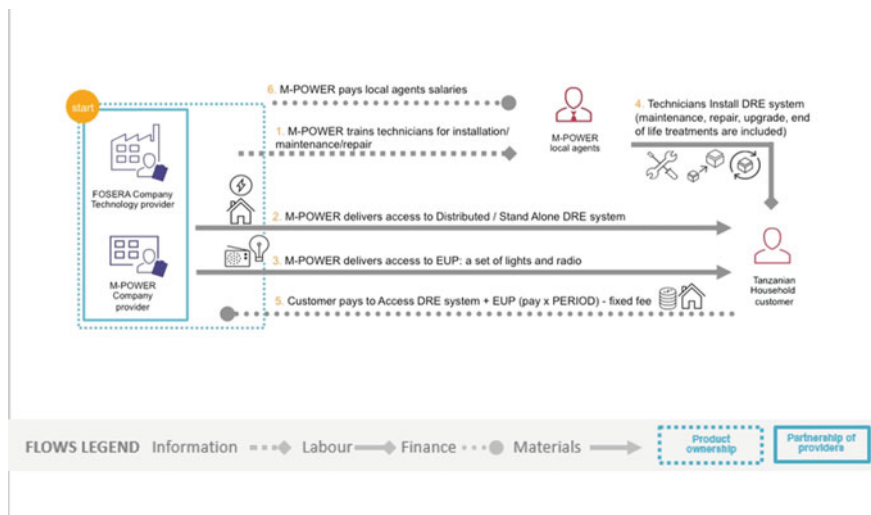 start
FOSERA Company
Technology provider
M-POWER
Company
provider
6. M-POWER pays local agents salaries
1. M-POWER trains technicians for installation/
maintenance/repair
M-POWER
local agents
4. Technicians Install DRE system
(maintenance, repair, upgrade, end
of life treatments are included)
2. M-POWER delivers access to Distributed / Stand Alone DRE system
3. M-POWER delivers access to EUP: a set of lights and radio
5. Customer pays to Access DRE system + EUP (pay x PERIOD) - fixed fee
Tanzanian
Household
customer
FLOWS LEGEND Information Labour Finance Materials
Product
ownership
Partnership of
providers